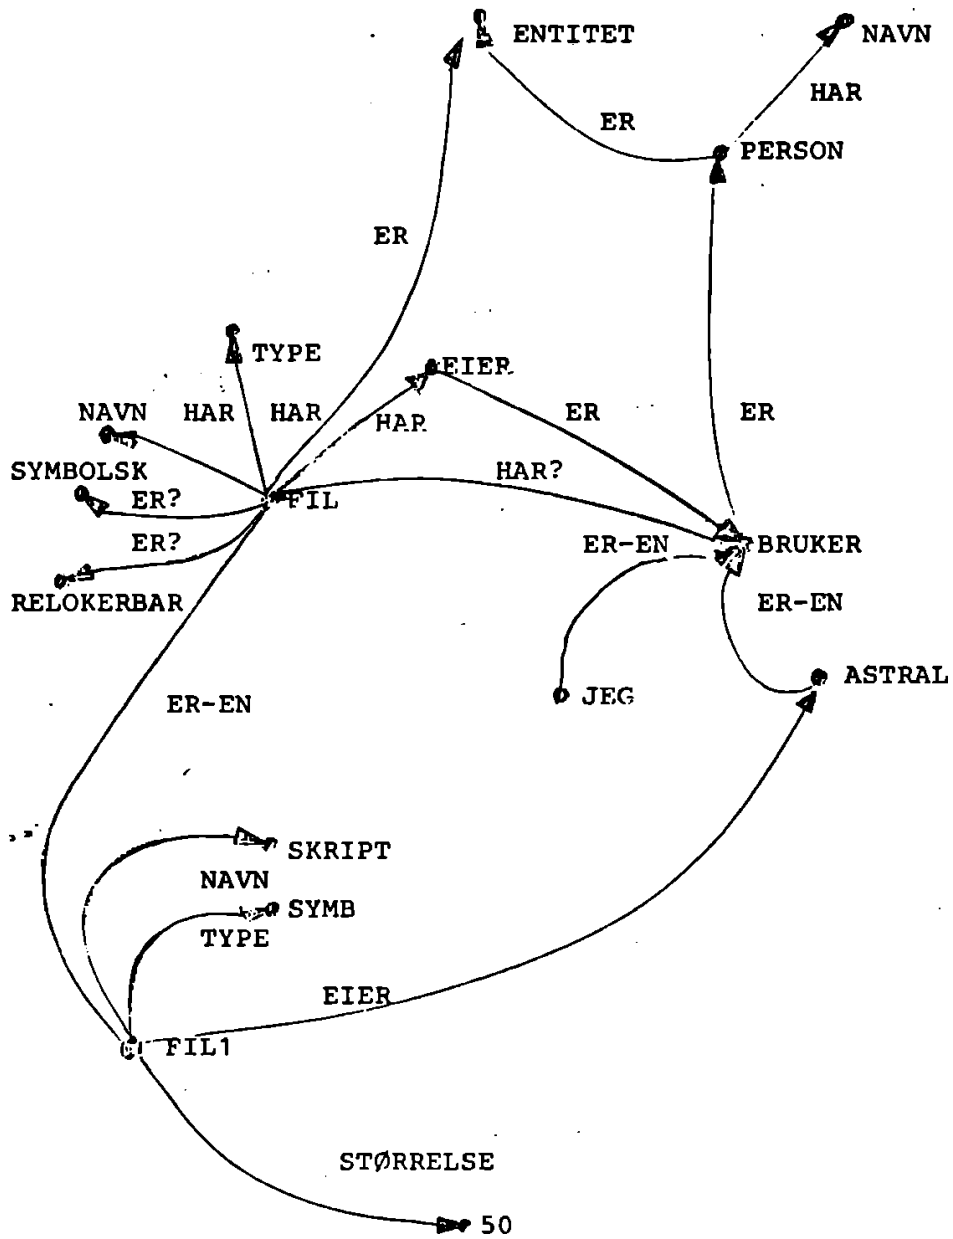 ENTITET
NAVN
HAR
ER
PERSON
ER
TYPE
EIER
NAVN
HAR
HAR
HAR
ER
ER
SYMBOLSK
HAR?
ER?
FIL
ER?
ER-EN
BRUKER
RELOKERBAR
ER-EN
JEG
ASTRAL
ER-EN
SKRIPT
NAVN
SYMB
TYPE
EIER
FIL1
STØRRELSE
50